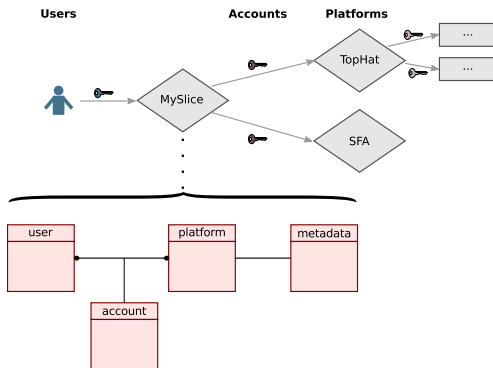 Users Accounts Platforms
TopHat
...
...
MySlice
SFA
user platform metadata
account